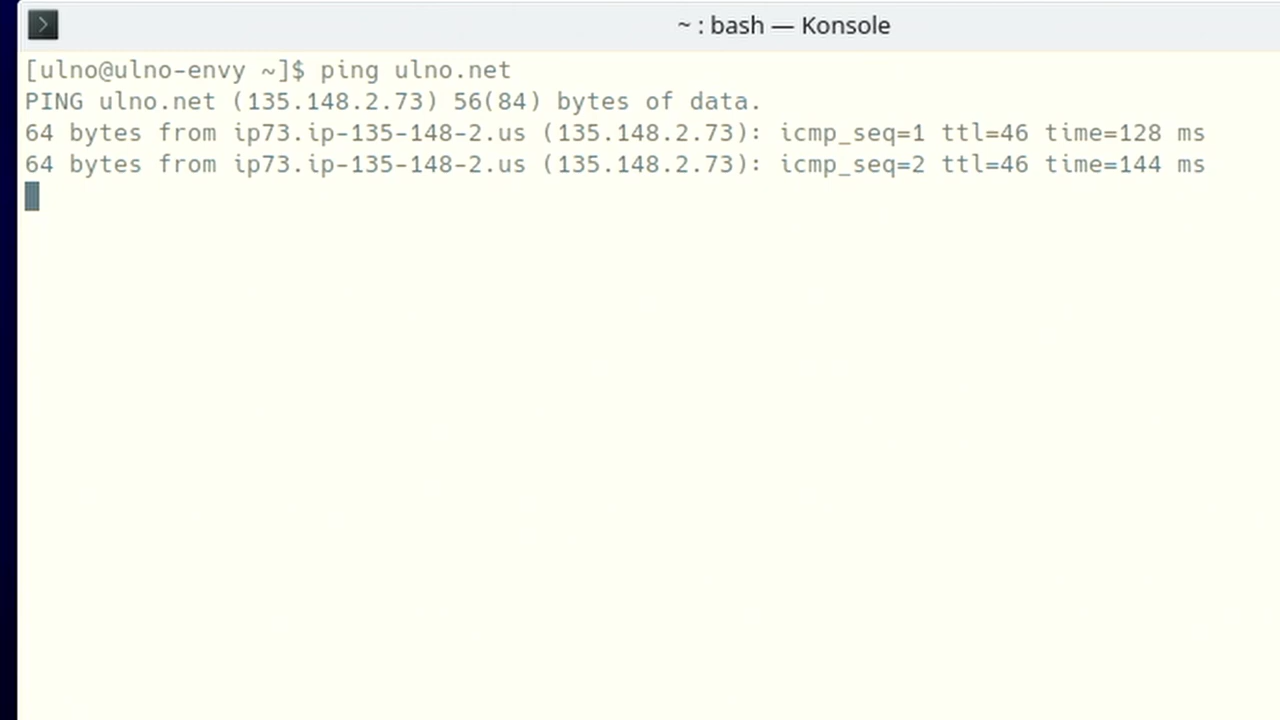 ~ : bash — Konsole
[ulno@ulno-envy ~]$ ping ulno.net
PING ulno.net (135.148.2.73) 56(84) bytes of data.
64 bytes from ip73.ip-135-148-2.us (135.148.2.73): icmp_seq=1 ttl=46 time=128 ms
64 bytes from ip73.ip-135-148-2.us (135.148.2.73): icmp_seq=2 ttl=46 time=144 ms